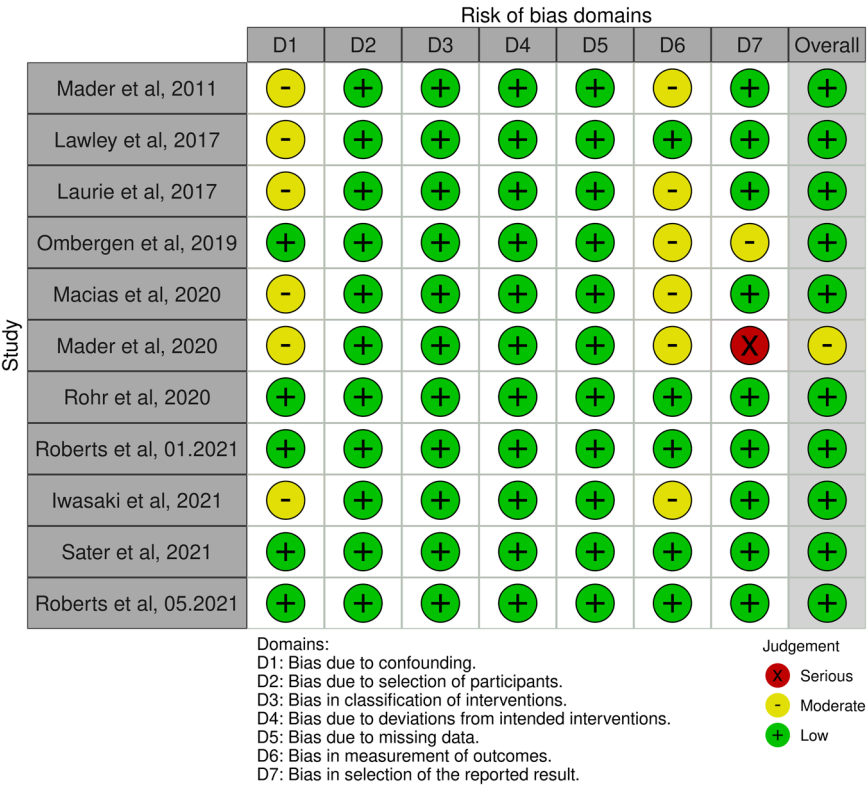 Risk of bias domains
D1 D2 D3 D4 D5 D6 D7 Overall
Study
Mader et al, 2011 - + + + + - + +
Lawley et al, 2017 - + + + + + + +
Laurie et al, 2017 - + + + + - + +
Ombergen et al, 2019 + + + + + - - +
Macias et al, 2020 - + + + + - + +
Mader et al, 2020 - + + + + - X -
Rohr et al, 2020 + + + + + + + +
Roberts et al, 01.2021 + + + + + + + +
Iwasaki et al, 2021 - + + + + - + +
Sater et al, 2021 + + + + + + + +
Roberts et al, 05.2021 + + + + + + + +
Domains:
D1: Bias due to confounding.
D2: Bias due to selection of participants.
D3: Bias in classification of interventions.
D4: Bias due to deviations from intended interventions.
D5: Bias due to missing data.
D6: Bias in measurement of outcomes.
D7: Bias in selection of the reported result.
Judgement
X Serious
- Moderate
+ Low